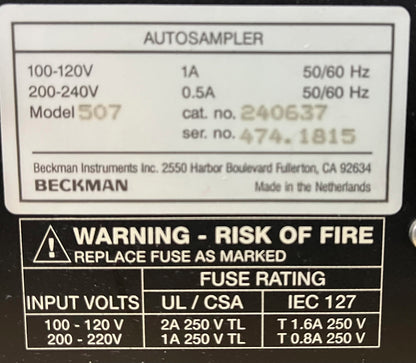 AUTOSAMPLER
100-120V 1A 50/60 Hz
200-240V 0.5A 50/60 Hz
Model 507 cat. no. 240637
ser. no. 474.1815
Beckman Instruments Inc. 2550 Harbor Boulevard Fullerton, CA 92634
BECKMAN Made in the Netherlands
WARNING - RISK OF FIRE
REPLACE FUSE AS MARKED
FUSE RATING
INPUT VOLTS UL / CSA IEC 127
100 - 120 V 2A 250 V TL T 1.6A 250 V
200 - 220V 1A 250 V TL T 0.8A 250 V